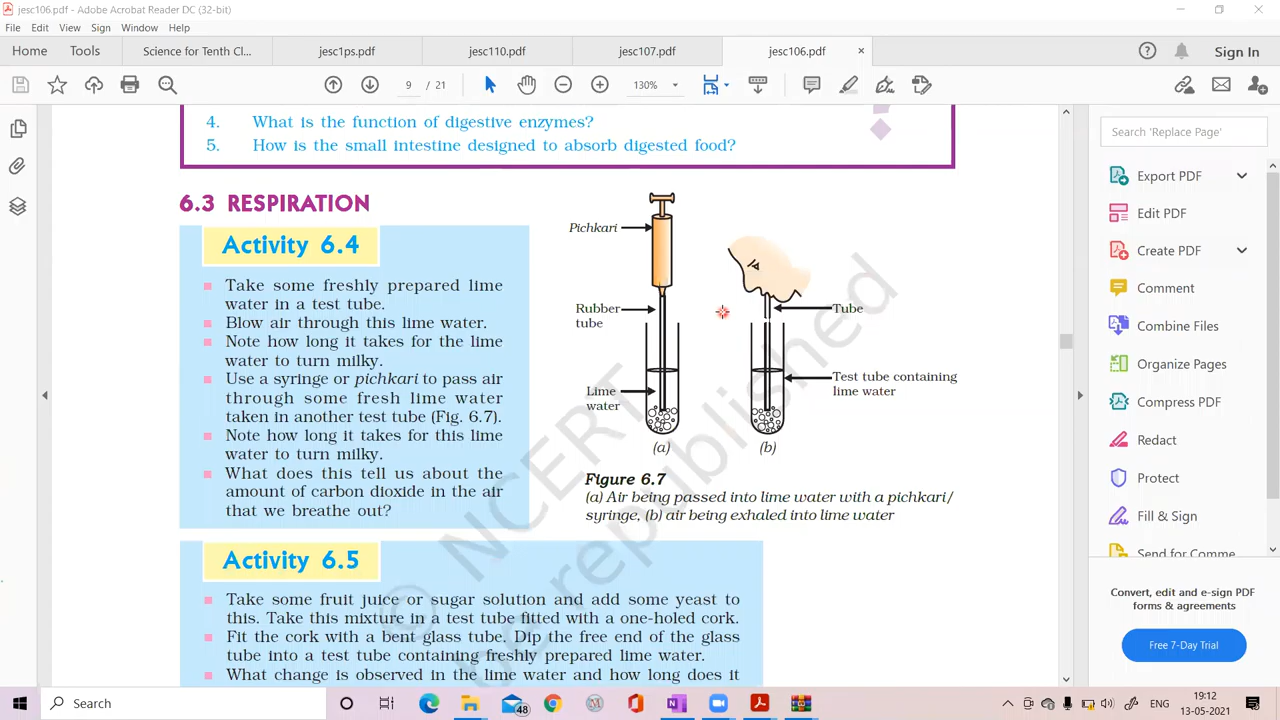 jesc106.pdf - Adobe Acrobat Reader DC (32-bit)
File Edit View Sign Window Help
Home Tools Science for Tenth Cl... jesc1ps.pdf jesc110.pdf jesc107.pdf jesc106.pdf × Sign In
9 / 21 130%
4. What is the function of digestive enzymes?
5. How is the small intestine designed to absorb digested food?
6.3 RESPIRATION
Activity 6.4
Take some freshly prepared lime
water in a test tube.
Blow air through this lime water.
Note how long it takes for the lime
water to turn milky.
Use a syringe or pichkari to pass air
through some fresh lime water
taken in another test tube (Fig. 6.7).
Note how long it takes for this lime
water to turn milky.
What does this tell us about the
amount of carbon dioxide in the air
that we breathe out?
Pichkari
Rubber
tube
Lime
water
Tube
Test tube containing
lime water
(a) (b)
Figure 6.7
(a) Air being passed into lime water with a pichkari/
syringe, (b) air being exhaled into lime water
Activity 6.5
Take some fruit juice or sugar solution and add some yeast to
this. Take this mixture in a test tube fitted with a one-holed cork.
Fit the cork with a bent glass tube. Dip the free end of the glass
tube into a test tube containing freshly prepared lime water.
What change is observed in the lime water and how long does it
© NCERT
be republished
Search 'Replace Page'
Export PDF
Edit PDF
Create PDF
Comment
Combine Files
Organize Pages
Compress PDF
Redact
Protect
Fill & Sign
Send for Comme
Convert, edit and e-sign PDF
forms & agreements
Free 7-Day Trial
Search
48
ENG
19:12
13-05-2021